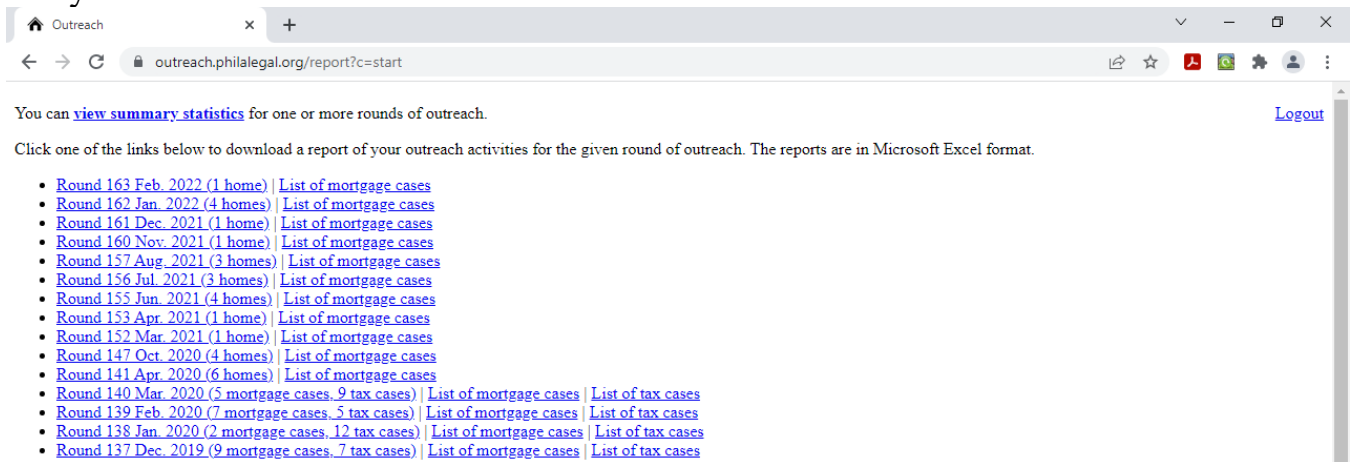 Outreach
outreach.philalegal.org/report?c=start
You can view summary statistics for one or more rounds of outreach. Logout
Click one of the links below to download a report of your outreach activities for the given round of outreach. The reports are in Microsoft Excel format.
• Round 163 Feb. 2022 (1 home) | List of mortgage cases
• Round 162 Jan. 2022 (4 homes) | List of mortgage cases
• Round 161 Dec. 2021 (1 home) | List of mortgage cases
• Round 160 Nov. 2021 (1 home) | List of mortgage cases
• Round 157 Aug. 2021 (3 homes) | List of mortgage cases
• Round 156 Jul. 2021 (3 homes) | List of mortgage cases
• Round 155 Jun. 2021 (4 homes) | List of mortgage cases
• Round 153 Apr. 2021 (1 home) | List of mortgage cases
• Round 152 Mar. 2021 (1 home) | List of mortgage cases
• Round 147 Oct. 2020 (4 homes) | List of mortgage cases
• Round 141 Apr. 2020 (6 homes) | List of mortgage cases
• Round 140 Mar. 2020 (5 mortgage cases, 9 tax cases) | List of mortgage cases | List of tax cases
• Round 139 Feb. 2020 (7 mortgage cases, 5 tax cases) | List of mortgage cases | List of tax cases
• Round 138 Jan. 2020 (2 mortgage cases, 12 tax cases) | List of mortgage cases | List of tax cases
• Round 137 Dec. 2019 (9 mortgage cases, 7 tax cases) | List of mortgage cases | List of tax cases